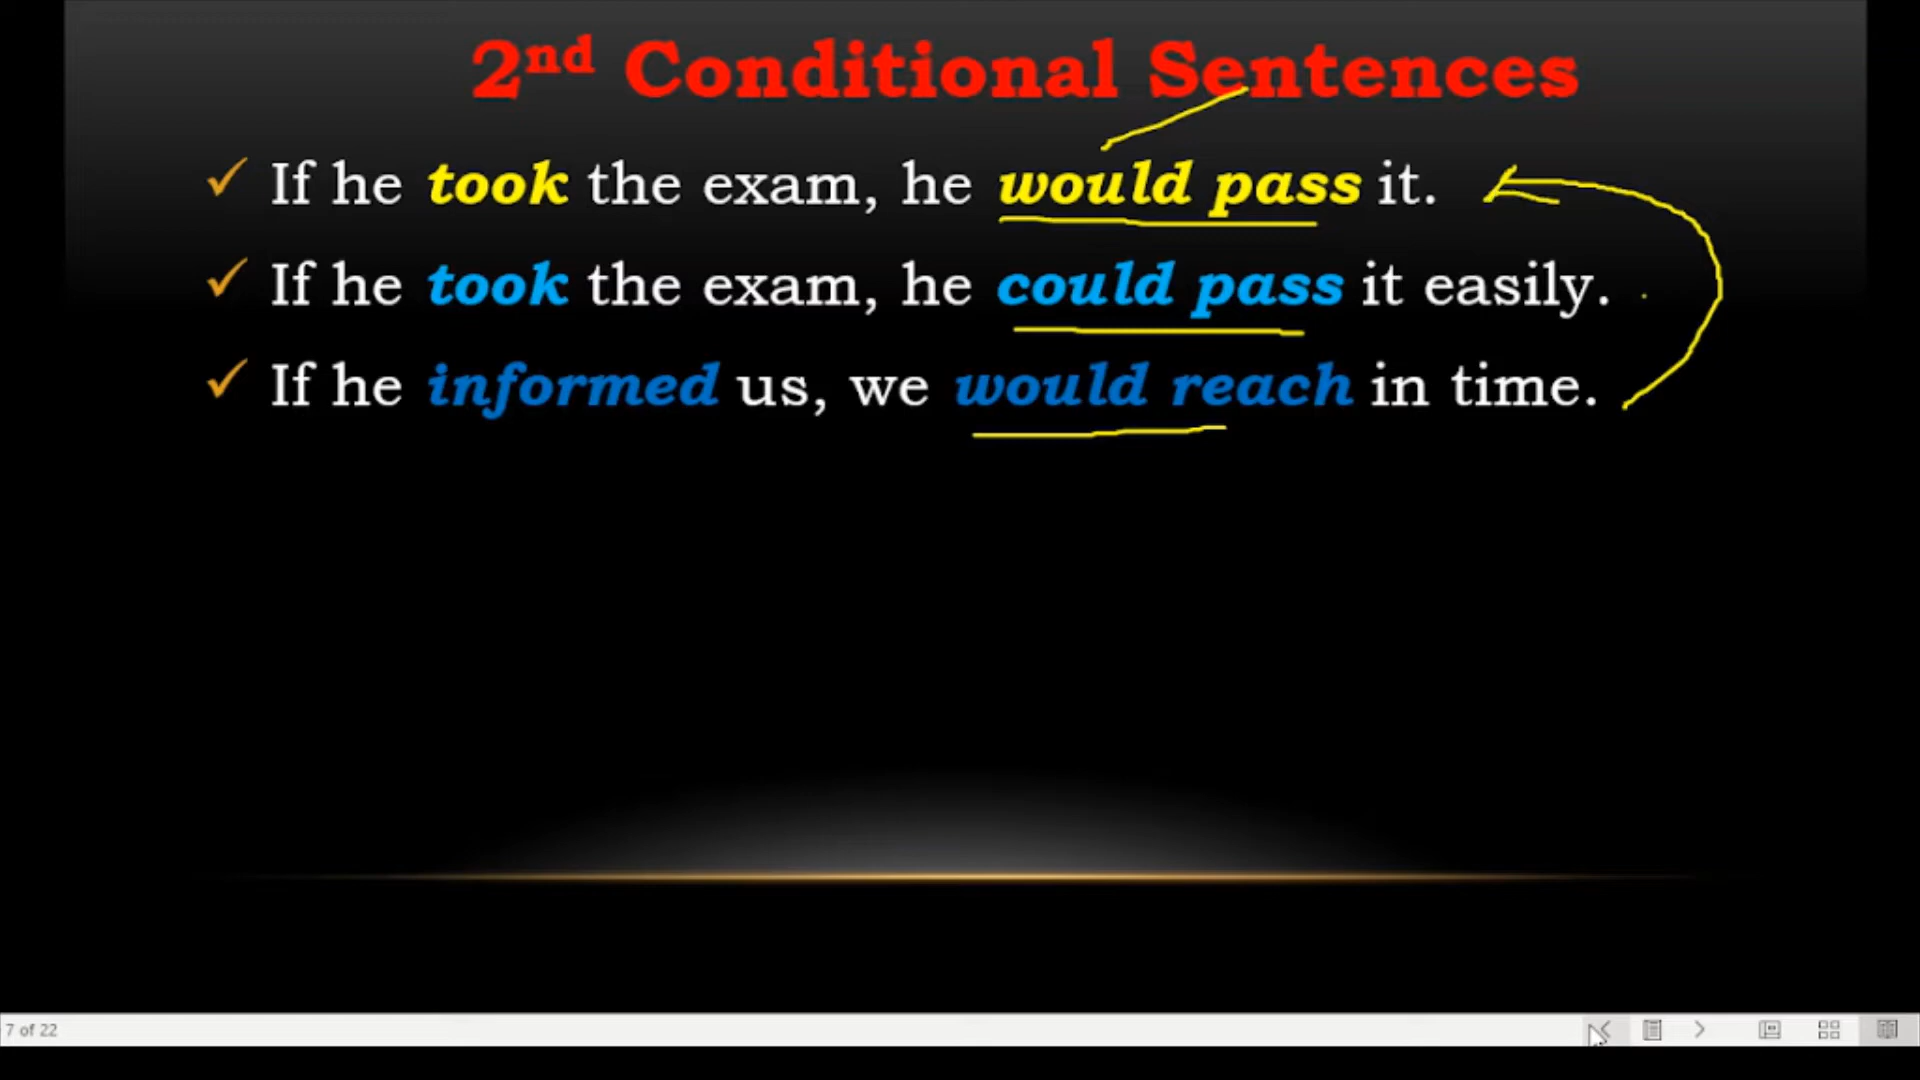 2nd Conditional Sentences
✓ If he took the exam, he would pass it.
✓ If he took the exam, he could pass it easily.
✓ If he informed us, we would reach in time.
7 of 22